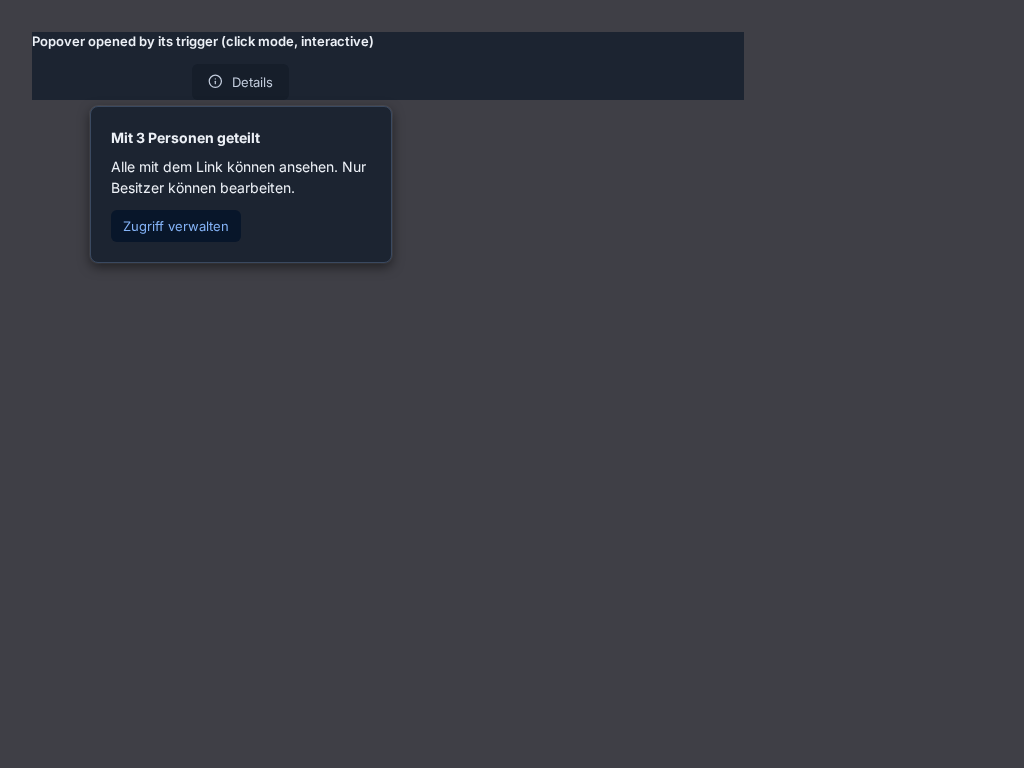 Popover opened by its trigger (click mode, interactive)
Details
Mit 3 Personen geteilt
Alle mit dem Link können ansehen. Nur
Besitzer können bearbeiten.
Zugriff verwalten